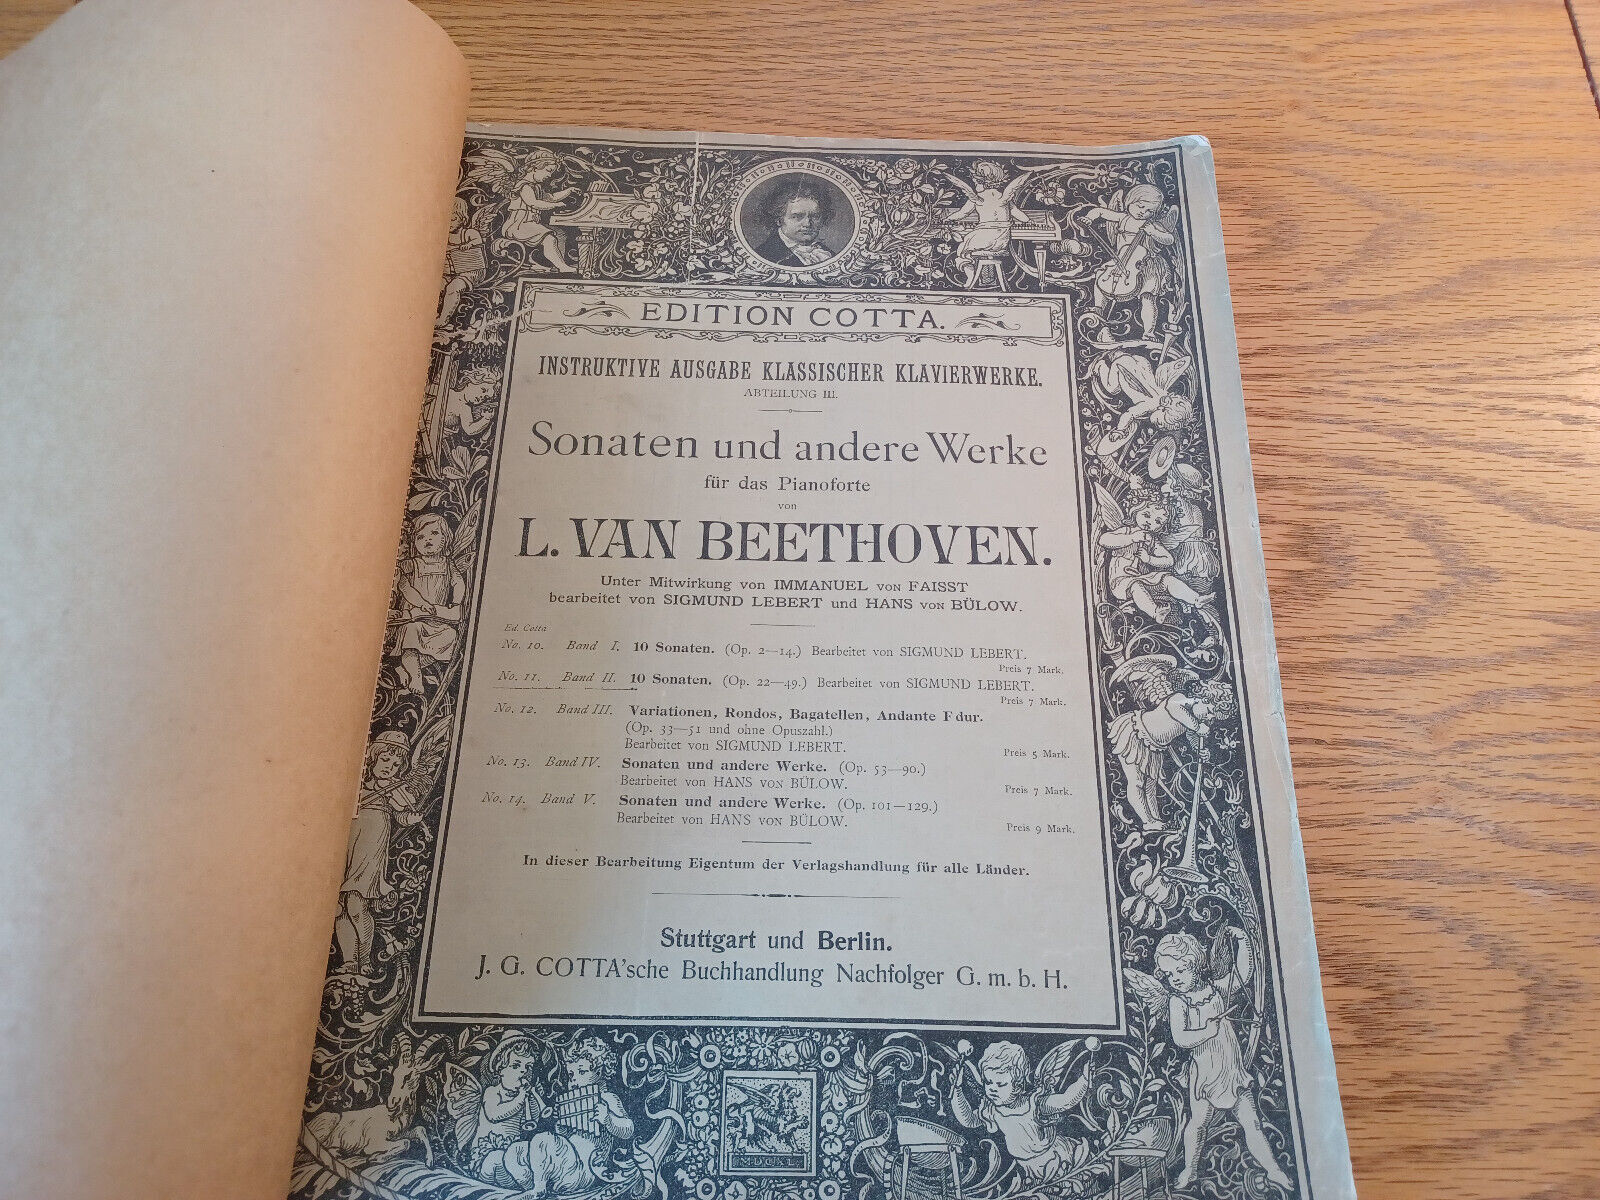 EDITION COTTA.
INSTRUKTIVE AUSGABE KLASSISCHER KLAVIERWERKE.
ABTEILUNG III.
Sonaten und andere Werke
für das Pianoforte
von
L. VAN BEETHOVEN.
Unter Mitwirkung von IMMANUEL von FAISST
bearbeitet von SIGMUND LEBERT und HANS von BÜLOW.
Ed. Cotta
No. 10. Band I. 10 Sonaten. (Op. 2—14.) Bearbeitet von SIGMUND LEBERT.
Preis 7 Mark.
No. 11. Band II. 10 Sonaten. (Op. 22—49.) Bearbeitet von SIGMUND LEBERT.
Preis 7 Mark.
No. 12. Band III. Variationen, Rondos, Bagatellen, Andante F dur.
(Op. 33—51 und ohne Opuszahl.)
Bearbeitet von SIGMUND LEBERT.
Preis 5 Mark.
No. 13. Band IV. Sonaten und andere Werke. (Op. 53—90.)
Bearbeitet von HANS von BÜLOW.
Preis 7 Mark.
No. 14. Band V. Sonaten und andere Werke. (Op. 101—129.)
Bearbeitet von HANS von BÜLOW.
Preis 9 Mark.
In dieser Bearbeitung Eigentum der Verlagshandlung für alle Länder.
Stuttgart und Berlin.
J. G. COTTA'sche Buchhandlung Nachfolger G. m. b. H.